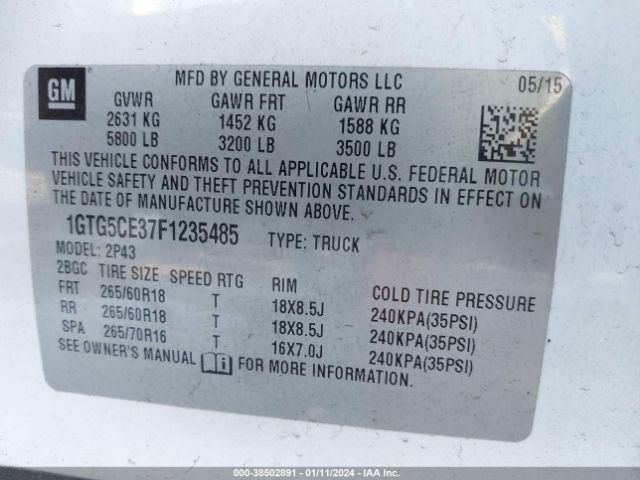 GM
MFD BY GENERAL MOTORS LLC 05/15
GVWR GAWR FRT GAWR RR
2631 KG 1452 KG 1588 KG
5800 LB 3200 LB 3500 LB
THIS VEHICLE CONFORMS TO ALL APPLICABLE U.S. FEDERAL MOTOR
VEHICLE SAFETY AND THEFT PREVENTION STANDARDS IN EFFECT ON
THE DATE OF MANUFACTURE SHOWN ABOVE.
1GTG5CE37F1235485 TYPE: TRUCK
MODEL: 2P43
2BGC TIRE SIZE SPEED RTG RIM COLD TIRE PRESSURE
FRT 265/60R18 T 18X8.5J 240KPA(35PSI)
RR 265/60R18 T 18X8.5J 240KPA(35PSI)
SPA 265/70R16 T 16X7.0J 240KPA(35PSI)
SEE OWNER'S MANUAL i FOR MORE INFORMATION.
000-38502891 - 01/11/2024 - IAA Inc.